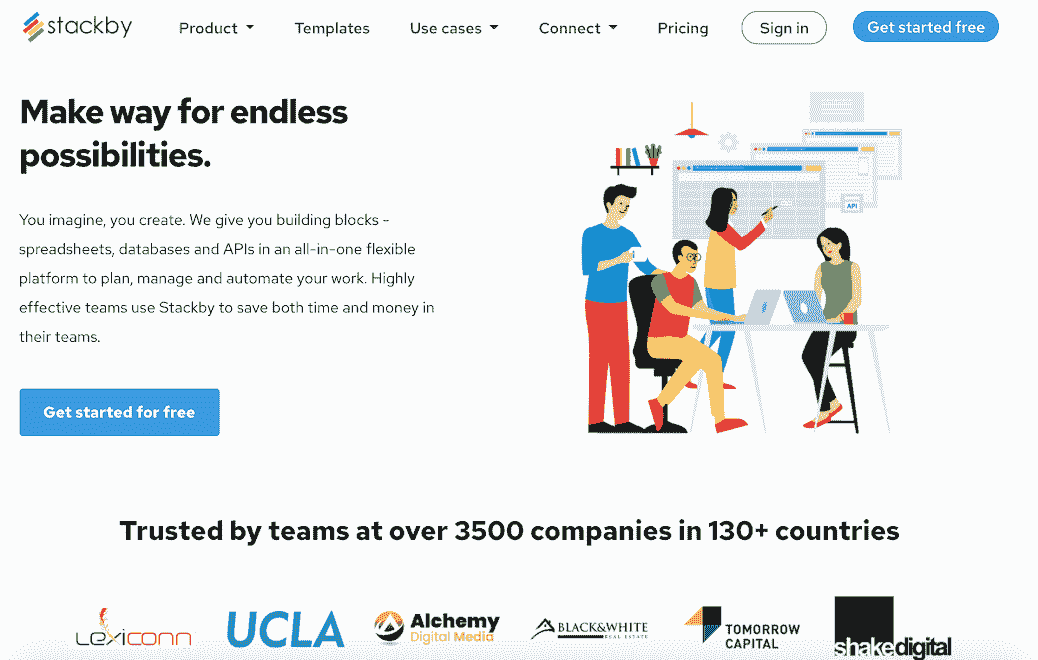 stackby
Product
Templates
Use cases
Connect
Pricing
Sign in
Get started free
Make way for endless
possibilities.
You imagine, you create. We give you building blocks -
spreadsheets, databases and APIs in an all-in-one flexible
platform to plan, manage and automate your work. Highly
effective teams use Stackby to save both time and money in
their teams.
Get started for free
API
Trusted by teams at over 3500 companies in 130+ countries
Lexiconn
UCLA
Alchemy
Digital Media
BLACK&WHITE
REAL ESTATE
TOMORROW
CAPITAL
shakedigital